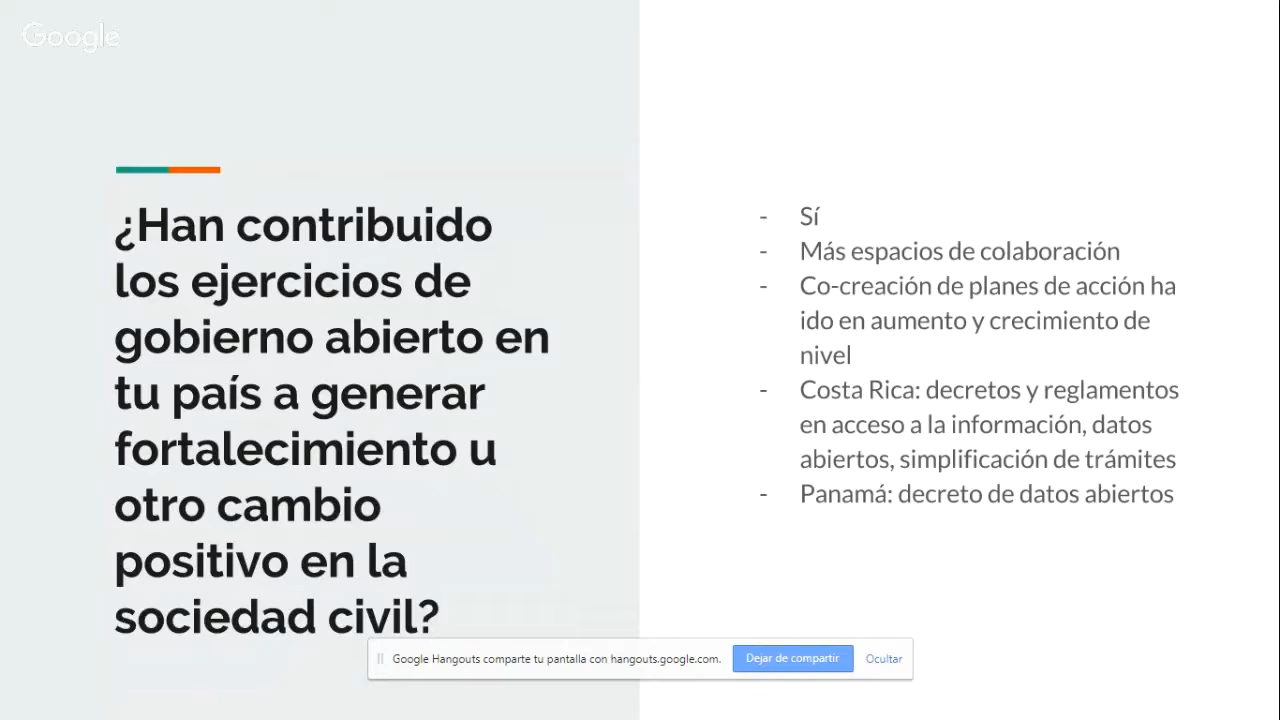 Google
¿Han contribuido
los ejercicios de
gobierno abierto en
tu país a generar
fortalecimiento u
otro cambio
positivo en la
sociedad civil?
- Sí
- Más espacios de colaboración
- Co-creación de planes de acción ha
ido en aumento y crecimiento de
nivel
- Costa Rica: decretos y reglamentos
en acceso a la información, datos
abiertos, simplificación de trámites
- Panamá: decreto de datos abiertos
Google Hangouts comparte tu pantalla con hangouts.google.com. Dejar de compartir Ocultar